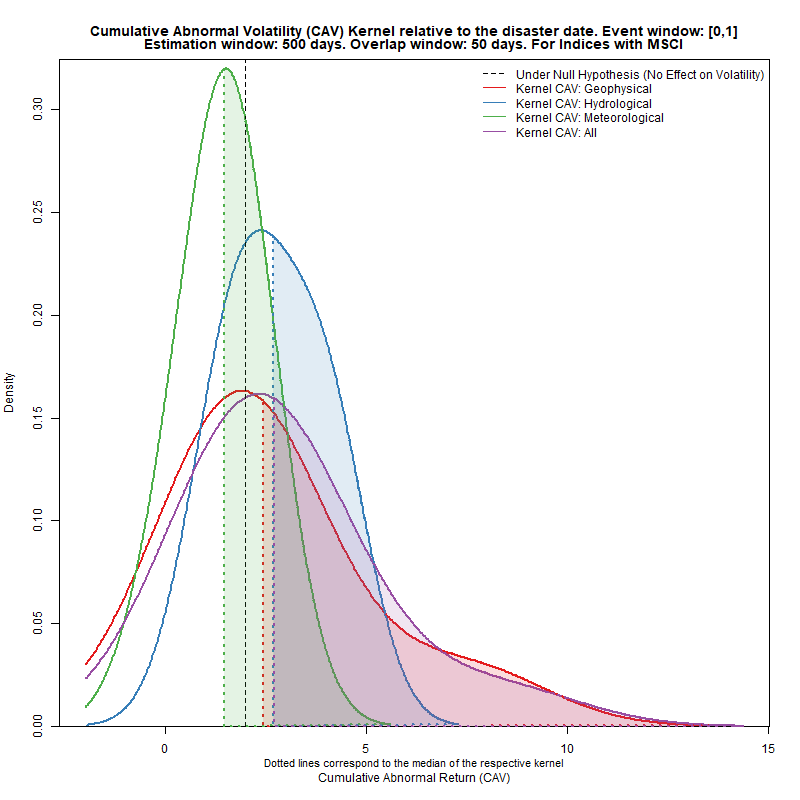 Cumulative Abnormal Volatility (CAV) Kernel relative to the disaster date. Event window: [0,1]
Estimation window: 500 days. Overlap window: 50 days. For Indices with MSCI
Under Null Hypothesis (No Effect on Volatility)
Kernel CAV: Geophysical
Kernel CAV: Hydrological
Kernel CAV: Meteorological
Kernel CAV: All
Density
0.30
0.25
0.20
0.15
0.10
0.05
0.00
0 5 10 15
Dotted lines correspond to the median of the respective kernel
Cumulative Abnormal Return (CAV)